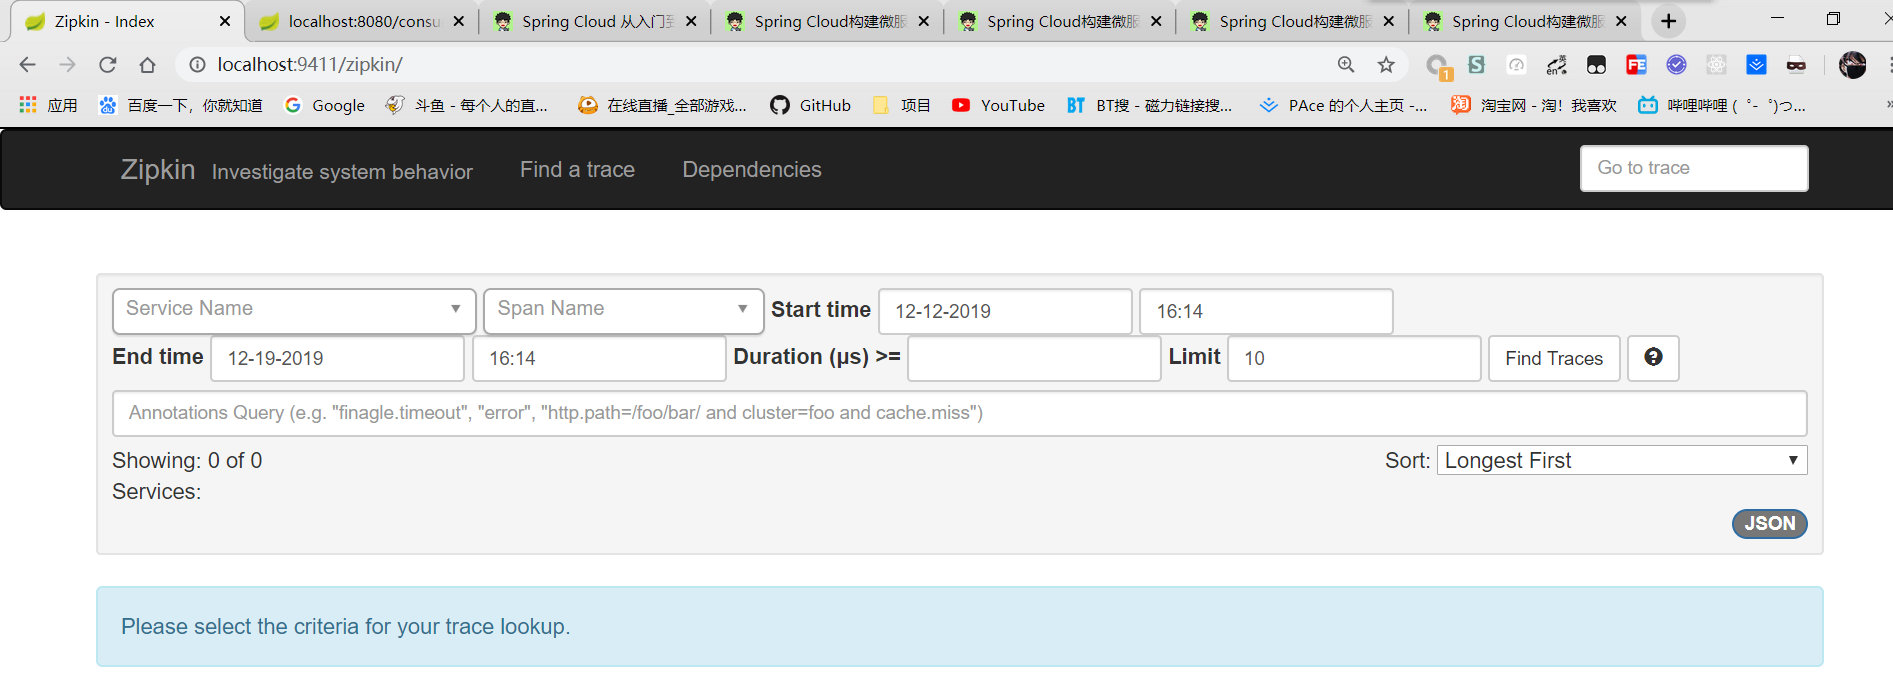 Zipkin - Index
localhost:8080/consu
Spring Cloud 从入门到
Spring Cloud构建微服
Spring Cloud构建微服
Spring Cloud构建微服
Spring Cloud构建微服
localhost:9411/zipkin/
应用
百度一下，你就知道
Google
斗鱼 - 每个人的直...
在线直播_全部游戏...
GitHub
项目
YouTube
BT搜 - 磁力链接搜...
PAce 的个人主页 -...
淘宝网 - 淘！我喜欢
哔哩哔哩 ( ゜- ゜)つ...
Zipkin Investigate system behavior Find a trace Dependencies Go to trace
Service Name Span Name Start time 12-12-2019 16:14
End time 12-19-2019 16:14 Duration (μs) >= Limit 10 Find Traces
Annotations Query (e.g. "finagle.timeout", "error", "http.path=/foo/bar/ and cluster=foo and cache.miss")
Showing: 0 of 0 Sort: Longest First
Services:
JSON
Please select the criteria for your trace lookup.